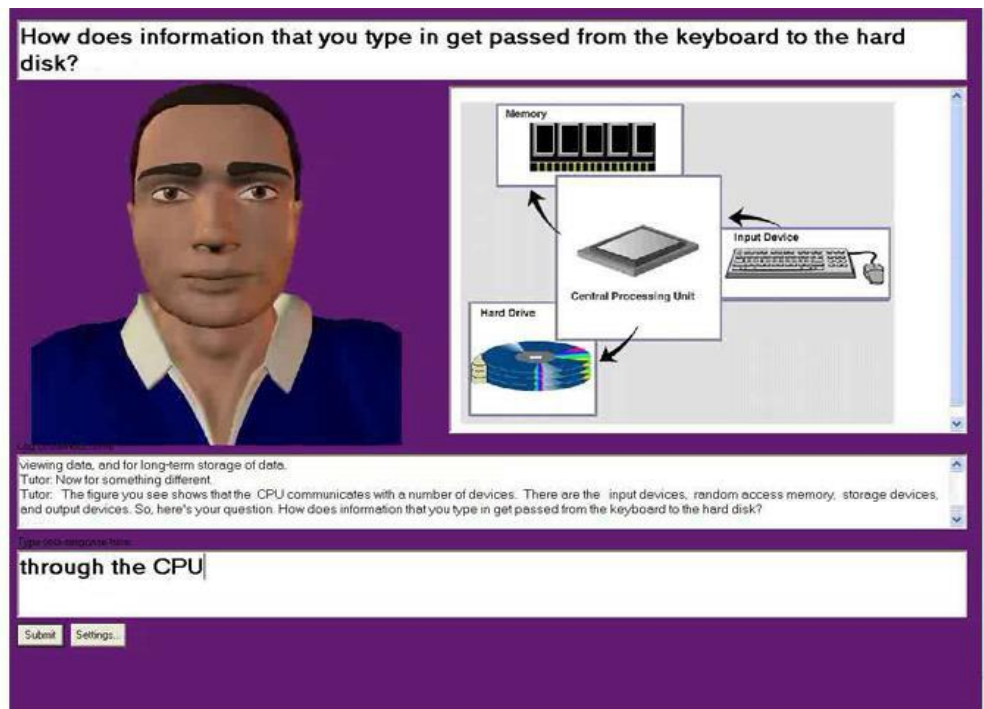 How does information that you type in get passed from the keyboard to the hard
disk?
Memory
Input Device
Central Processing Unit
Hard Drive
viewing data, and for long-term storage of data.
Tutor: Now for something different.
Tutor: The figure you see shows that the CPU communicates with a number of devices. There are the input devices, random access memory, storage devices,
and output devices. So, here's your question. How does information that you type in get passed from the keyboard to the hard disk?
Type your response here:
through the CPU
Submit
Settings...